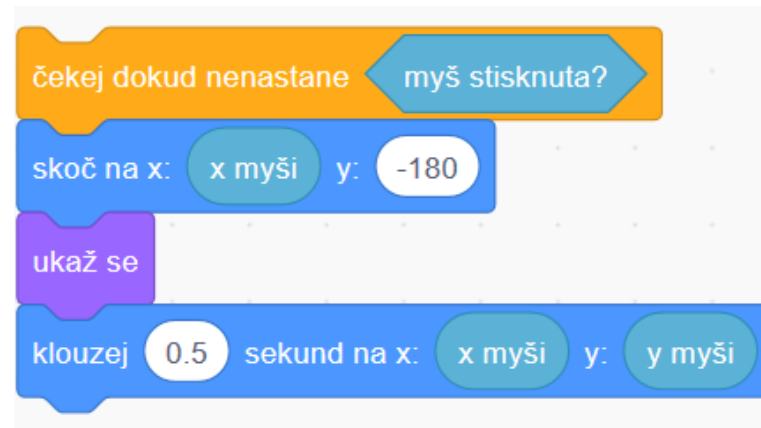 čekej dokud nenastane myš stisknuta?
skoč na x: x myši y: -180
ukaž se
klouzej 0.5 sekund na x: x myši y: y myši